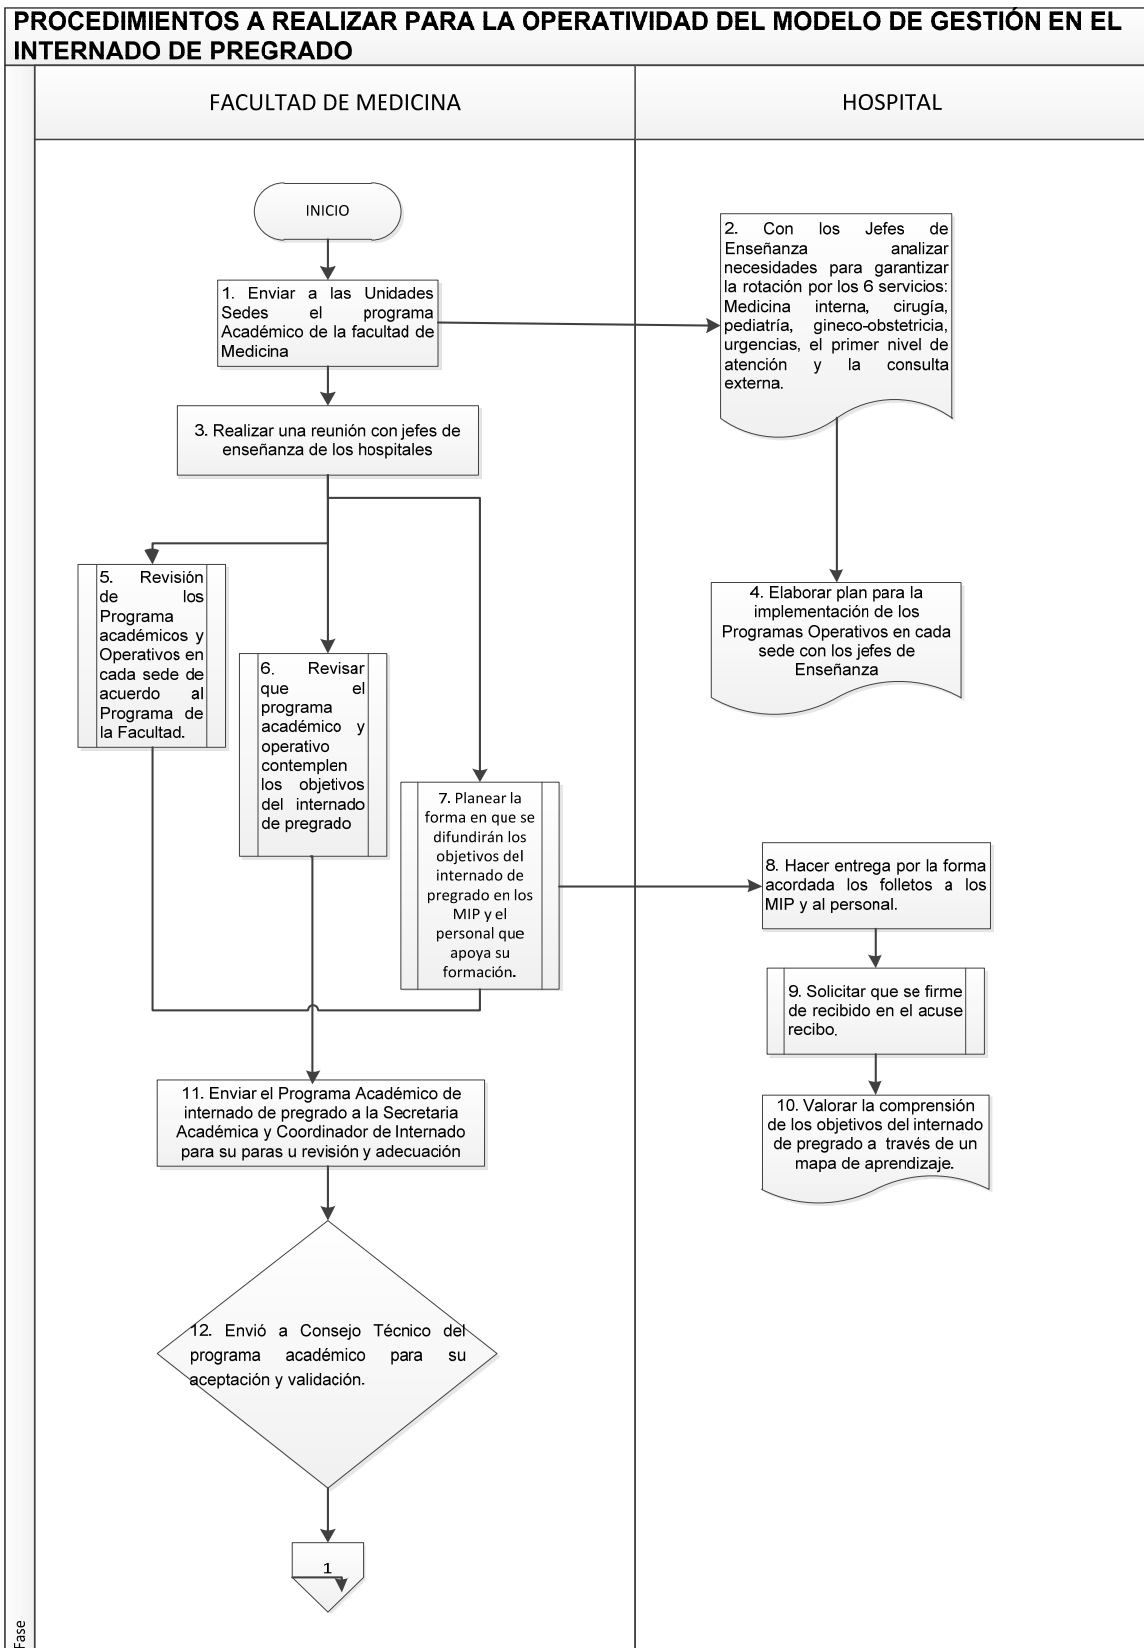 PROCEDIMIENTOS A REALIZAR PARA LA OPERATIVIDAD DEL MODELO DE GESTIÓN EN EL
INTERNADO DE PREGRADO
FACULTAD DE MEDICINA
HOSPITAL
INICIO
1. Enviar a las Unidades
Sedes el programa
Académico de la facultad de
Medicina
2. Con los Jefes de
Enseñanza analizar
necesidades para garantizar
la rotación por los 6 servicios:
Medicina interna, cirugía,
pediatría, gineco-obstetricia,
urgencias, el primer nivel de
atención y la consulta
externa.
3. Realizar una reunión con jefes de
enseñanza de los hospitales
4. Elaborar plan para la
implementación de los
Programas Operativos en cada
sede con los jefes de
Enseñanza
5. Revisión
de los
Programa
académicos y
Operativos en
cada sede de
acuerdo al
Programa de
la Facultad.
6. Revisar
que el
programa
académico y
operativo
contemplen
los objetivos
del internado
de pregrado
7. Planear la
forma en que se
difundirán los
objetivos del
internado de
pregrado en los
MIP y el
personal que
apoya su
formación.
8. Hacer entrega por la forma
acordada los folletos a los
MIP y al personal.
9. Solicitar que se firme
de recibido en el acuse
recibo.
10. Valorar la comprensión
de los objetivos del internado
de pregrado a través de un
mapa de aprendizaje.
11. Enviar el Programa Académico de
internado de pregrado a la Secretaria
Académica y Coordinador de Internado
para su paras u revisión y adecuación
12. Envió a Consejo Técnico del
programa académico para su
aceptación y validación.
1
Fase